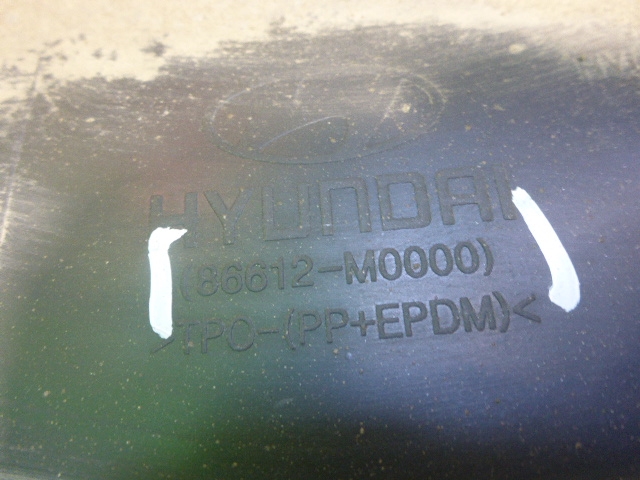 HYUNDAI
(86612-M0000)
>TPO-(PP+EPDM)<